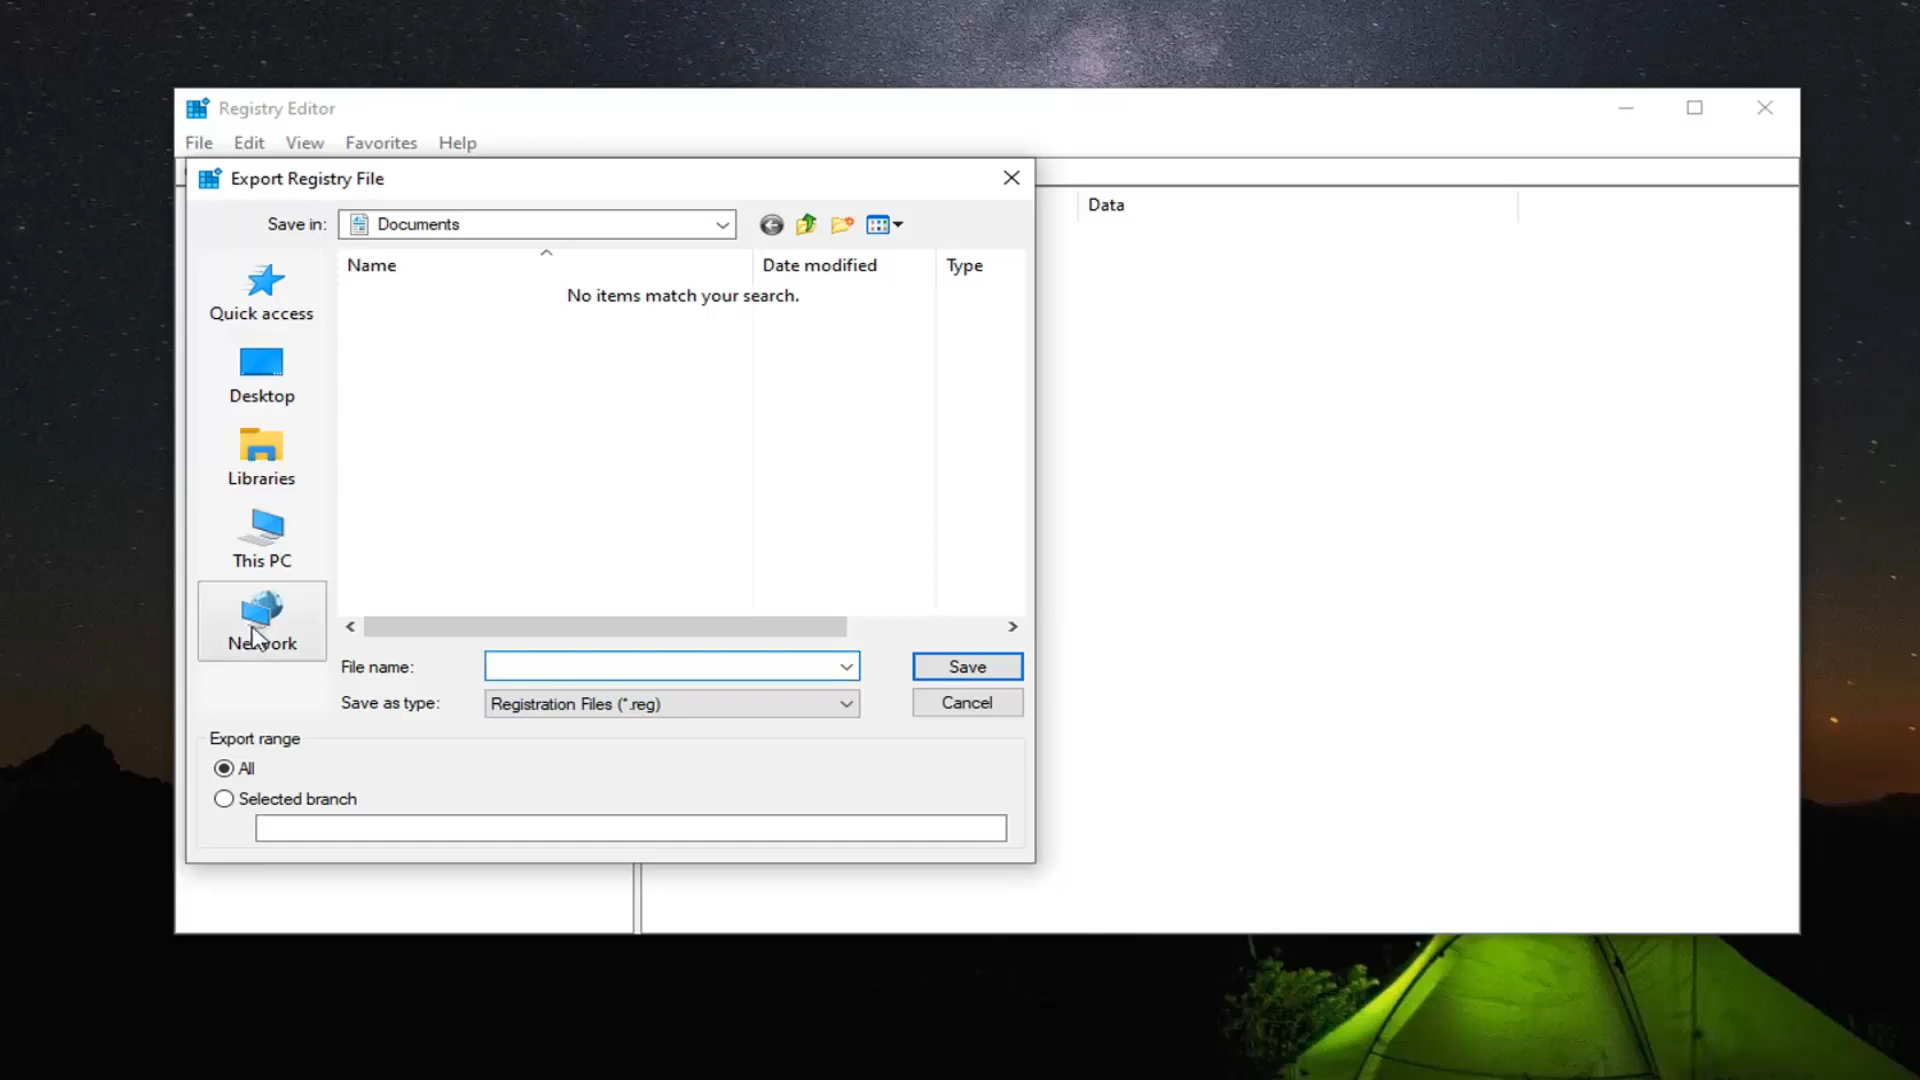 Registry Editor
File Edit View Favorites Help
Export Registry File
Data
Save in: Documents
Name Date modified Type
No items match your search.
Quick access
Desktop
Libraries
This PC
Network
File name: Save
Save as type: Registration Files (*.reg) Cancel
Export range
All
Selected branch